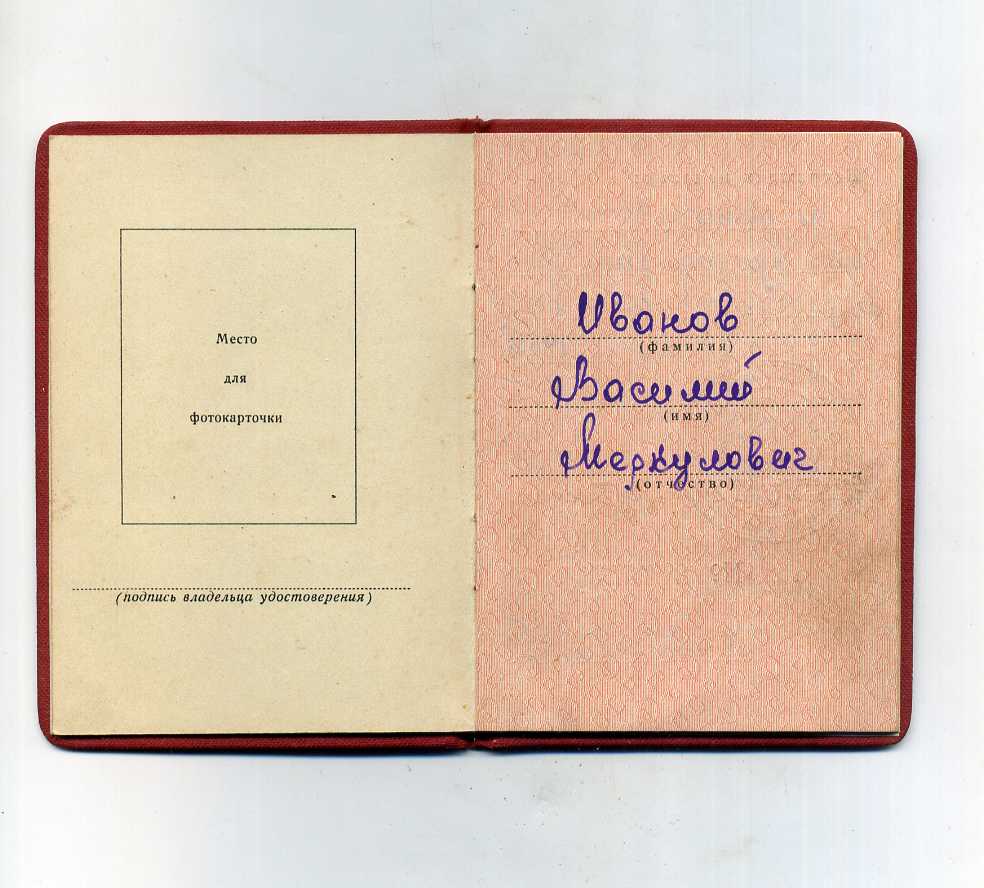 Место
для
фотокарточки
(подпись владельца удостоверения)
Иванов
(фамилия)
Василий
(имя)
Меркулович
(отчество)